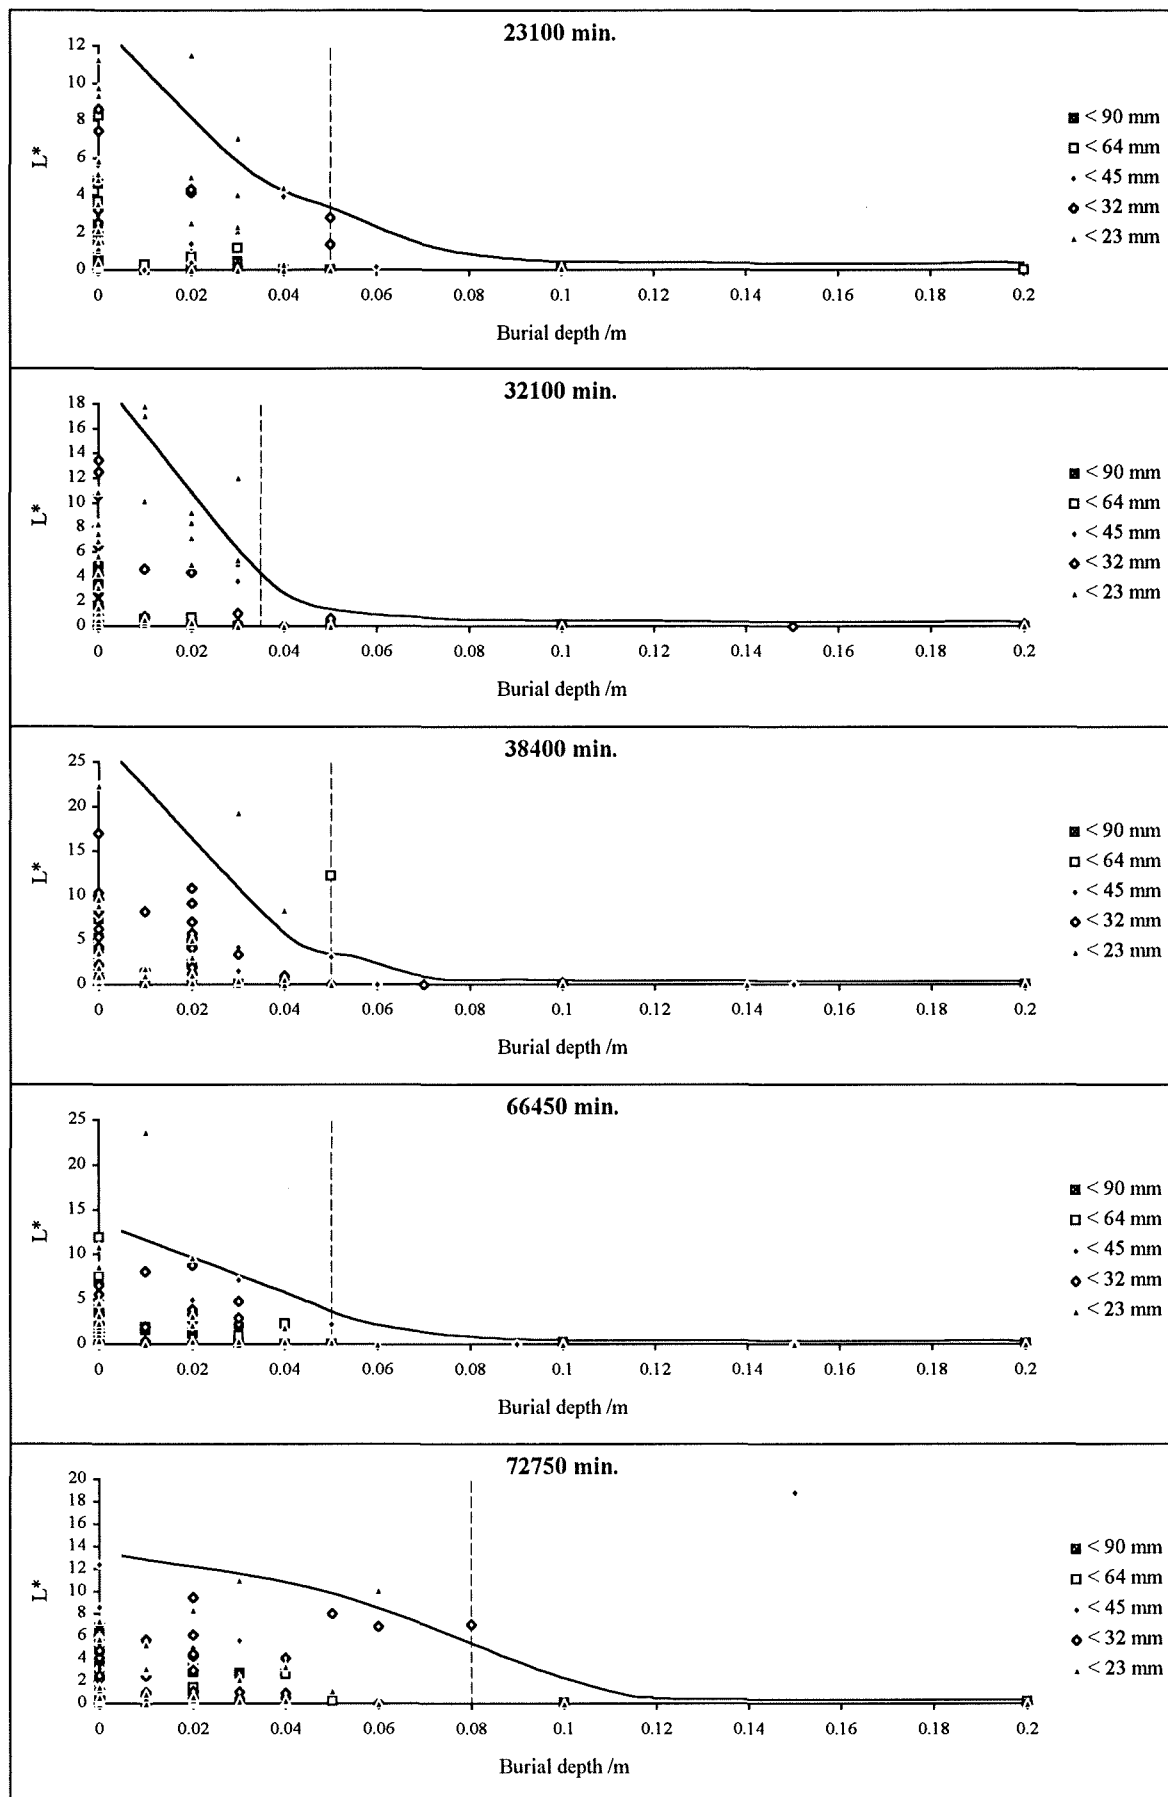 23100 min.
12
10
8
6
4
2
0
L*
0 0.02 0.04 0.06 0.08 0.1 0.12 0.14 0.16 0.18 0.2
Burial depth /m
< 90 mm
< 64 mm
< 45 mm
< 32 mm
< 23 mm
32100 min.
18
16
14
12
10
8
6
4
2
0
L*
0 0.02 0.04 0.06 0.08 0.1 0.12 0.14 0.16 0.18 0.2
Burial depth /m
< 90 mm
< 64 mm
< 45 mm
< 32 mm
< 23 mm
38400 min.
25
20
15
10
5
0
L*
0 0.02 0.04 0.06 0.08 0.1 0.12 0.14 0.16 0.18 0.2
Burial depth /m
< 90 mm
< 64 mm
< 45 mm
< 32 mm
< 23 mm
66450 min.
25
20
15
10
5
0
L*
0 0.02 0.04 0.06 0.08 0.1 0.12 0.14 0.16 0.18 0.2
Burial depth /m
< 90 mm
< 64 mm
< 45 mm
< 32 mm
< 23 mm
72750 min.
20
18
16
14
12
10
8
6
4
2
0
L*
0 0.02 0.04 0.06 0.08 0.1 0.12 0.14 0.16 0.18 0.2
Burial depth /m
< 90 mm
< 64 mm
< 45 mm
< 32 mm
< 23 mm